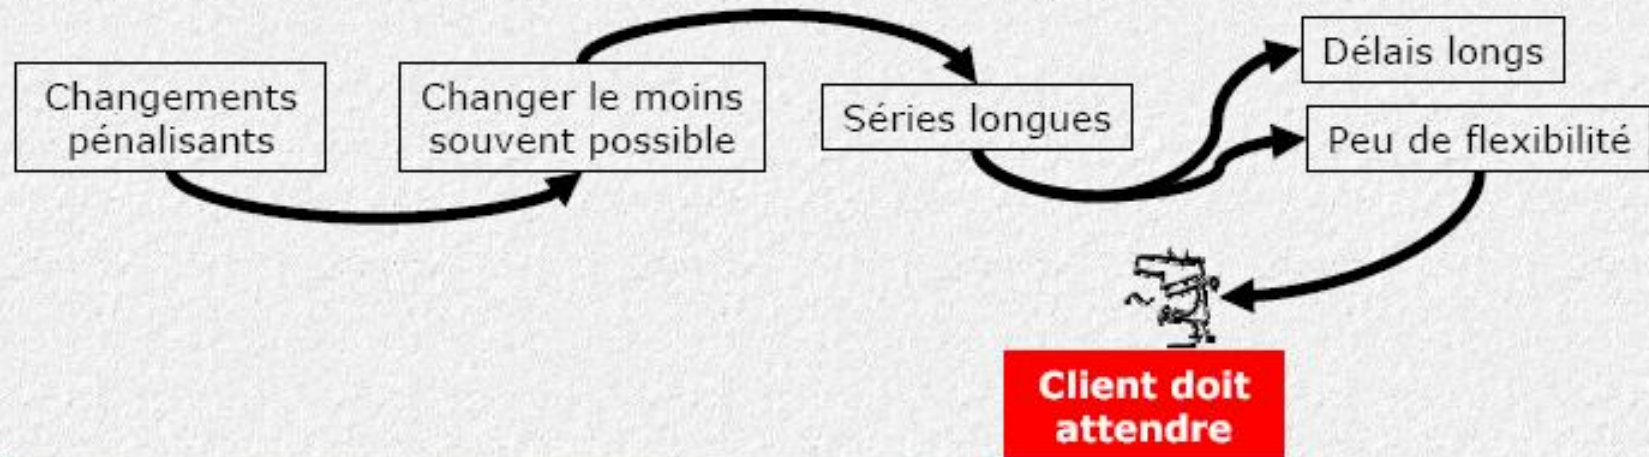 Changements
pénalisants
Changer le moins
souvent possible
Séries longues
Délais longs
Peu de flexibilité
Client doit
attendre